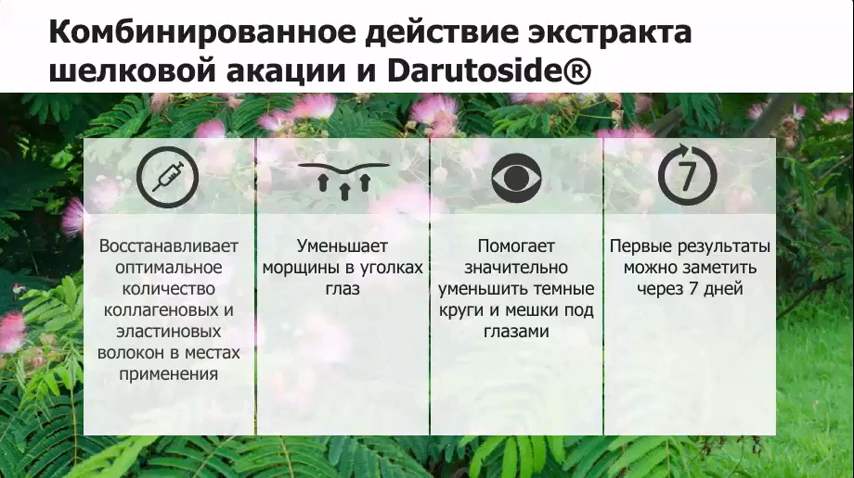 Комбинированное действие экстракта
шелковой акации и Darutoside®
Восстанавливает
оптимальное
количество
коллагеновых и
эластиновых
волокон в местах
применения
Уменьшает
морщины в уголках
глаз
Помогает
значительно
уменьшить темные
круги и мешки под
глазами
7
Первые результаты
можно заметить
через 7 дней